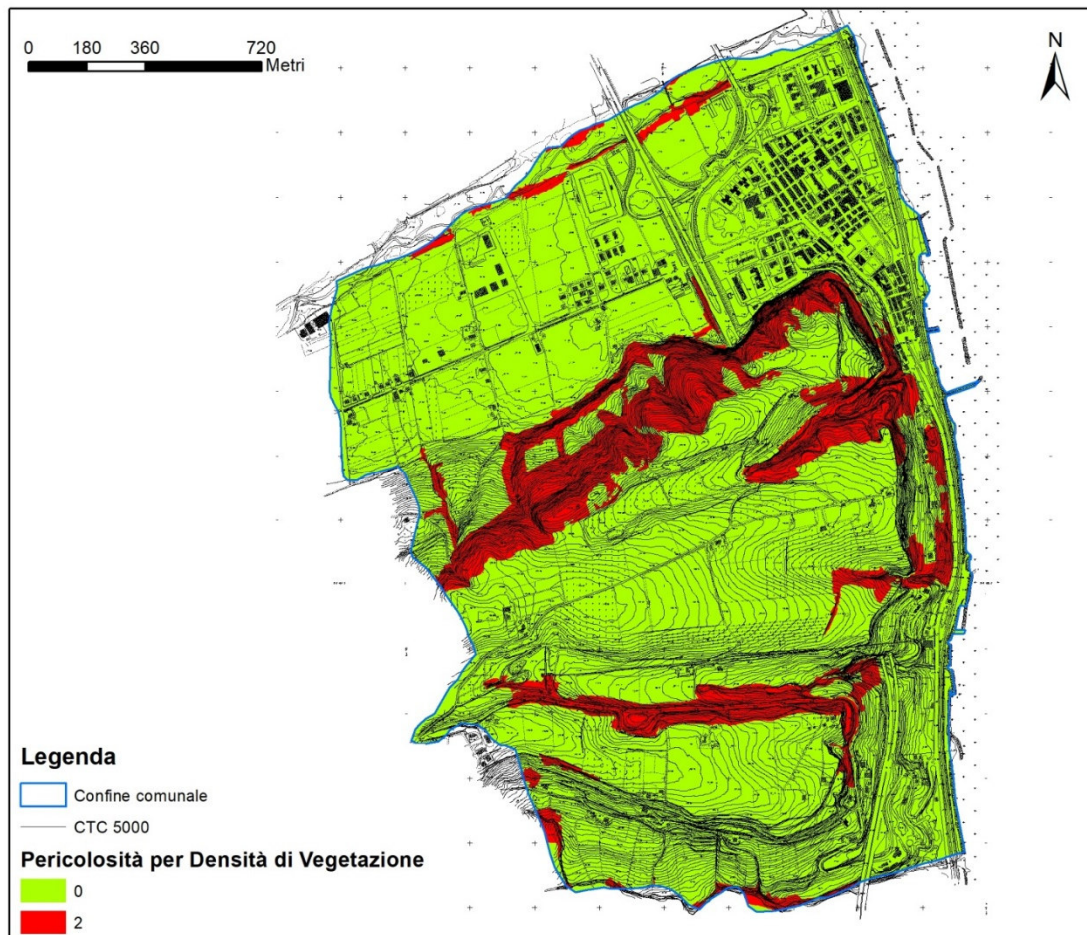 0 180 360 720
Metri
N
Legenda
Confine comunale
CTC 5000
Pericolosità per Densità di Vegetazione
0
2